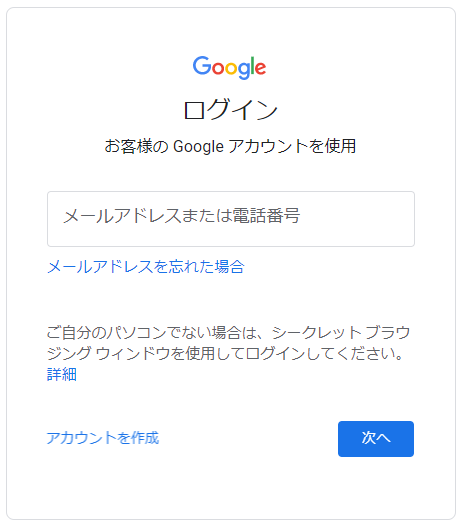 Google
ログイン
お客様の Google アカウントを使用
メールアドレスまたは電話番号
メールアドレスを忘れた場合
ご自分のパソコンでない場合は、シークレット ブラウ
ジング ウィンドウを使用してログインしてください。
詳細
アカウントを作成
次へ